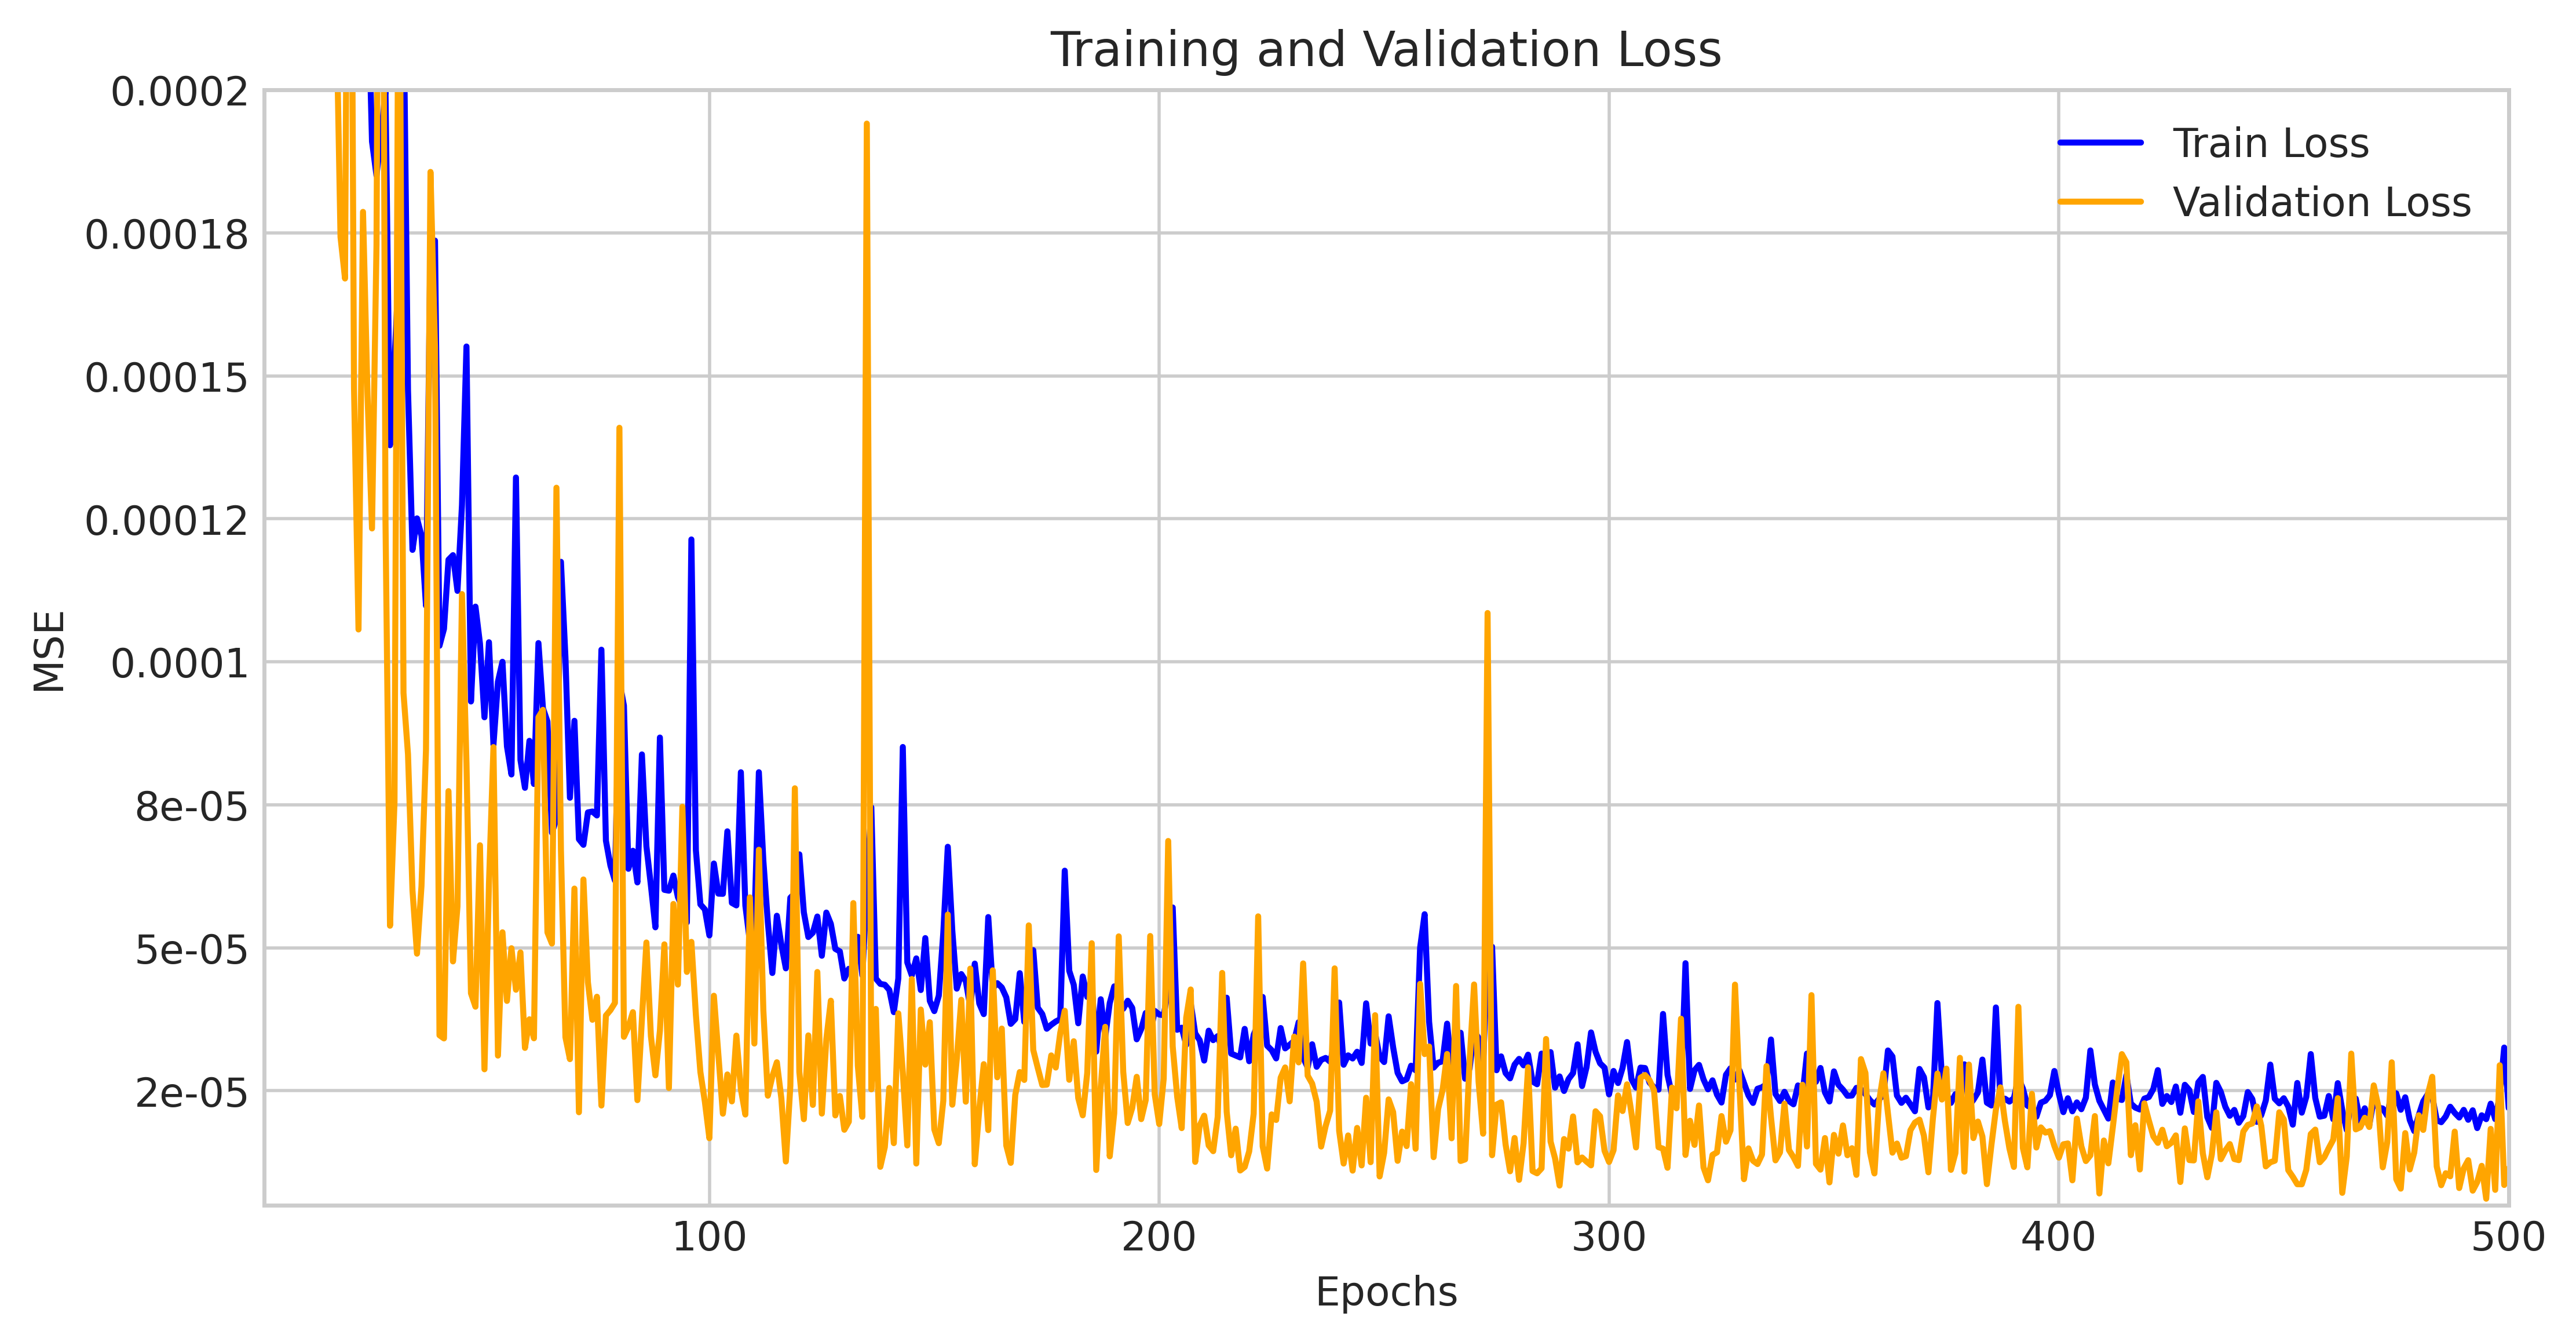 Training and Validation Loss
0.0002
0.00018
0.00015
0.00012
0.0001
8e-05
5e-05
2e-05
MSE
Train Loss
Validation Loss
100
200
300
400
500
Epochs